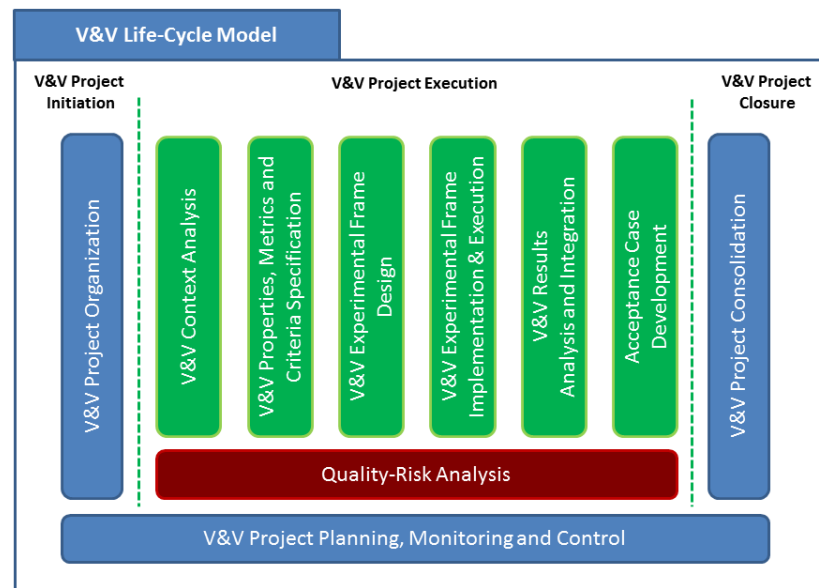 V&V Life-Cycle Model
V&V Project
Initiation
V&V Project Execution
V&V Project
Closure
V&V Project Organization
V&V Context Analysis
V&V Properties, Metrics and
Criteria Specification
V&V Experimental Frame
Design
V&V Experimental Frame
Implementation & Execution
V&V Results
Analysis and Integration
Acceptance Case
Development
V&V Project Consolidation
Quality-Risk Analysis
V&V Project Planning, Monitoring and Control